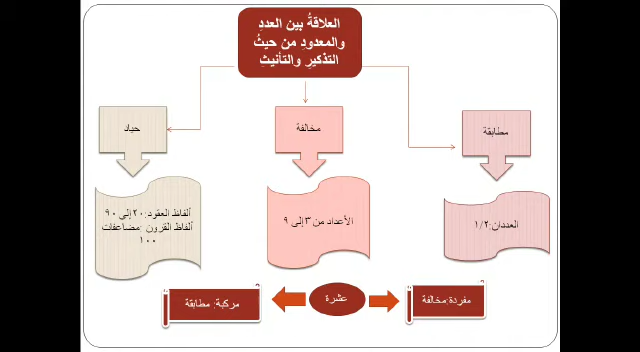 العلاقةُ بين العددِ
والمعدودِ من حيثُ
التذكيرِ والتأنيثِ
مطابقة
مخالفة
حياد
العددان:١/٢
الأعداد من ٣ إلى ٩
ألفاظ العقود:٢٠ إلى ٩٠
ألفاظ القرون :مضاعفات
١٠٠
مفردة:مخالفة
عشرة
مركبة: مطابقة